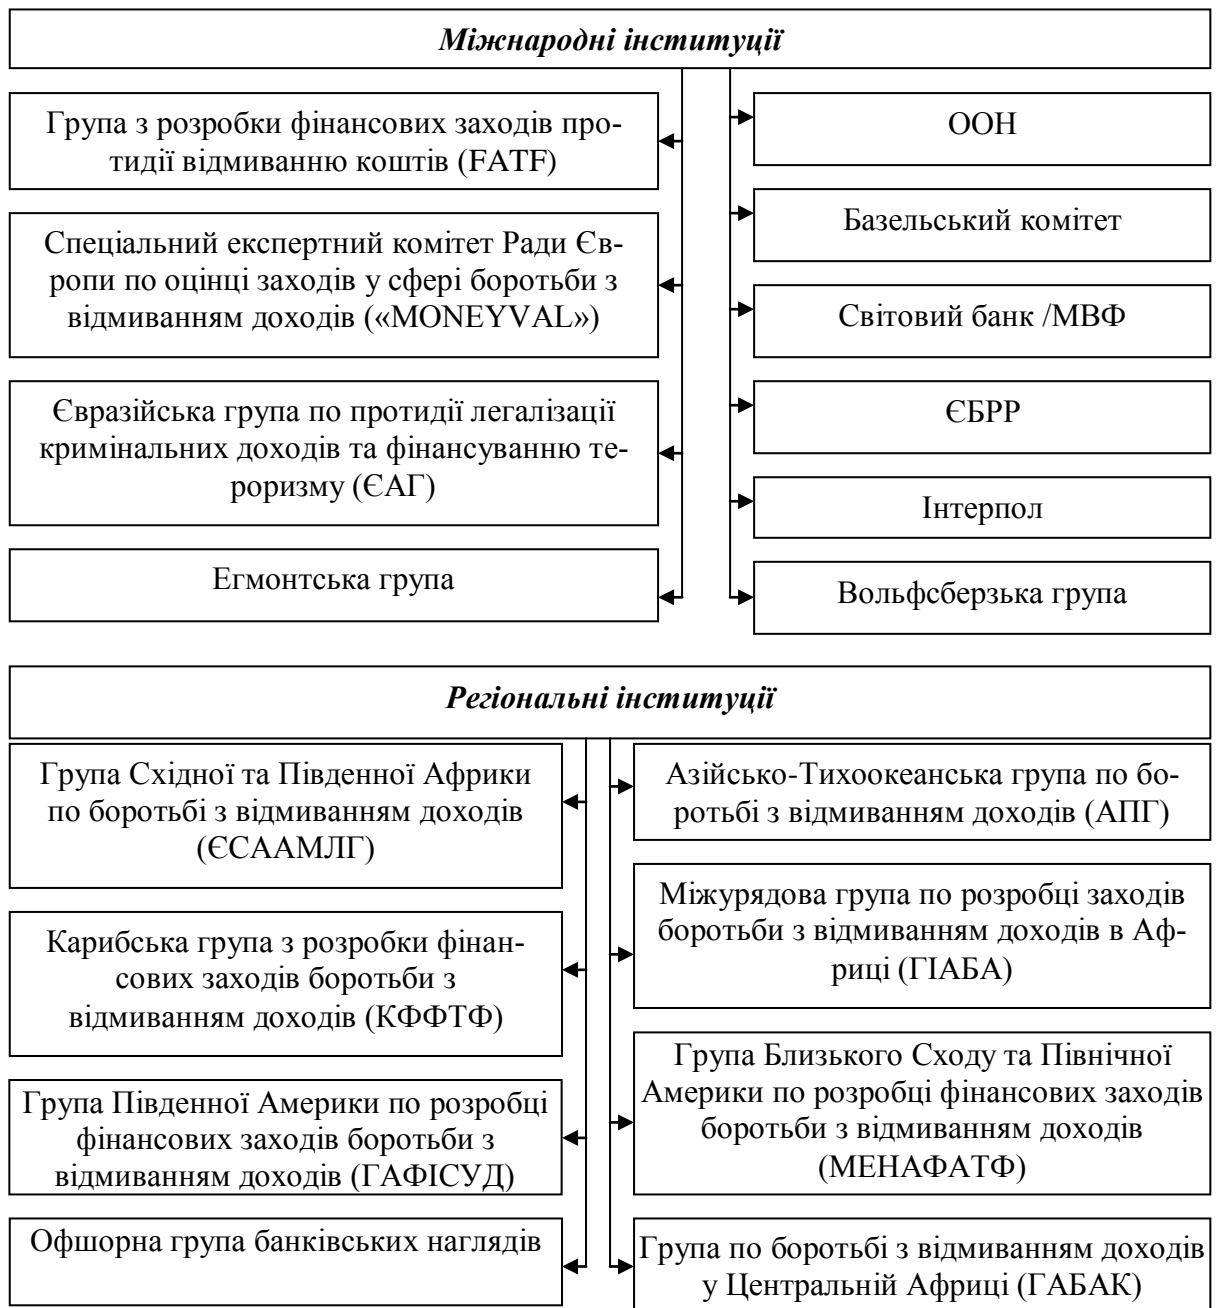 Міжнародні інституції
Група з розробки фінансових заходів про-
тидії відмиванню коштів (FATF)
Спеціальний експертний комітет Ради Єв-
ропи по оцінці заходів у сфері боротьби з
відмиванням доходів («MONEYVAL»)
Євразійська група по протидії легалізації
кримінальних доходів та фінансуванню те-
роризму (ЄАГ)
Егмонтська група
ООН
Базельський комітет
Світовий банк /МВФ
ЄБРР
Інтерпол
Вольфсберзька група
Регіональні інституції
Група Східної та Південної Африки
по боротьбі з відмиванням доходів
(ЄСААМЛГ)
Карибська група з розробки фінан-
сових заходів боротьби з
відмиванням доходів (КФФТФ)
Група Південної Америки по розробці
фінансових заходів боротьби з
відмиванням доходів (ГАФІСУД)
Офшорна група банківських наглядів
Азійсько-Тихоокеанська група по бо-
ротьбі з відмиванням доходів (АПГ)
Міжурядова група по розробці заходів
боротьби з відмиванням доходів в Аф-
риці (ГІАБА)
Група Близького Сходу та Північної
Америки по розробці фінансових заходів
боротьби з відмиванням доходів
(МЕНАФАТФ)
Група по боротьбі з відмиванням доходів
у Центральній Африці (ГАБАК)